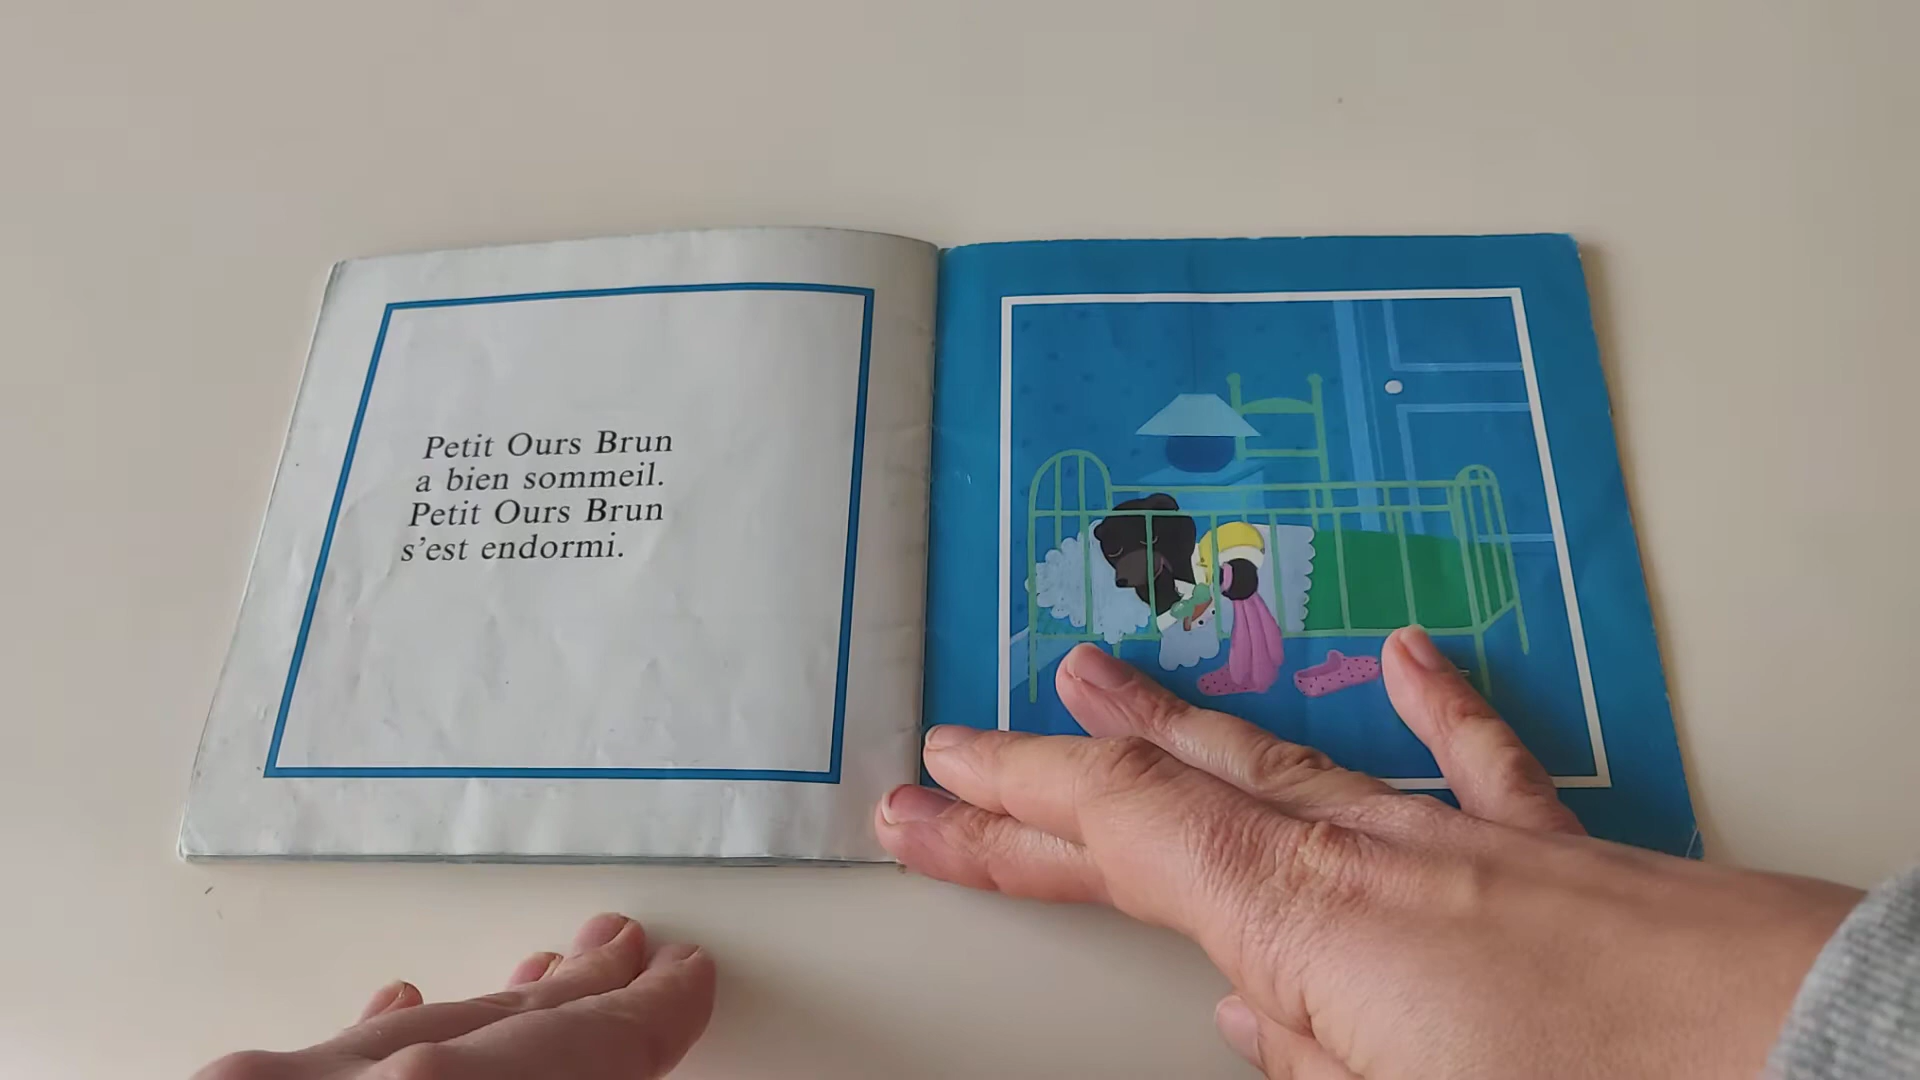 Petit Ours Brun
a bien sommeil.
Petit Ours Brun
s'est endormi.